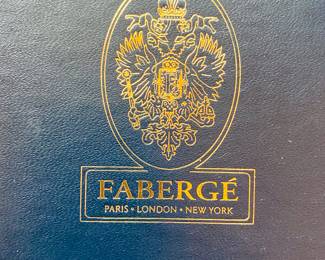 FABERGÉ
PARIS • LONDON • NEW YORK